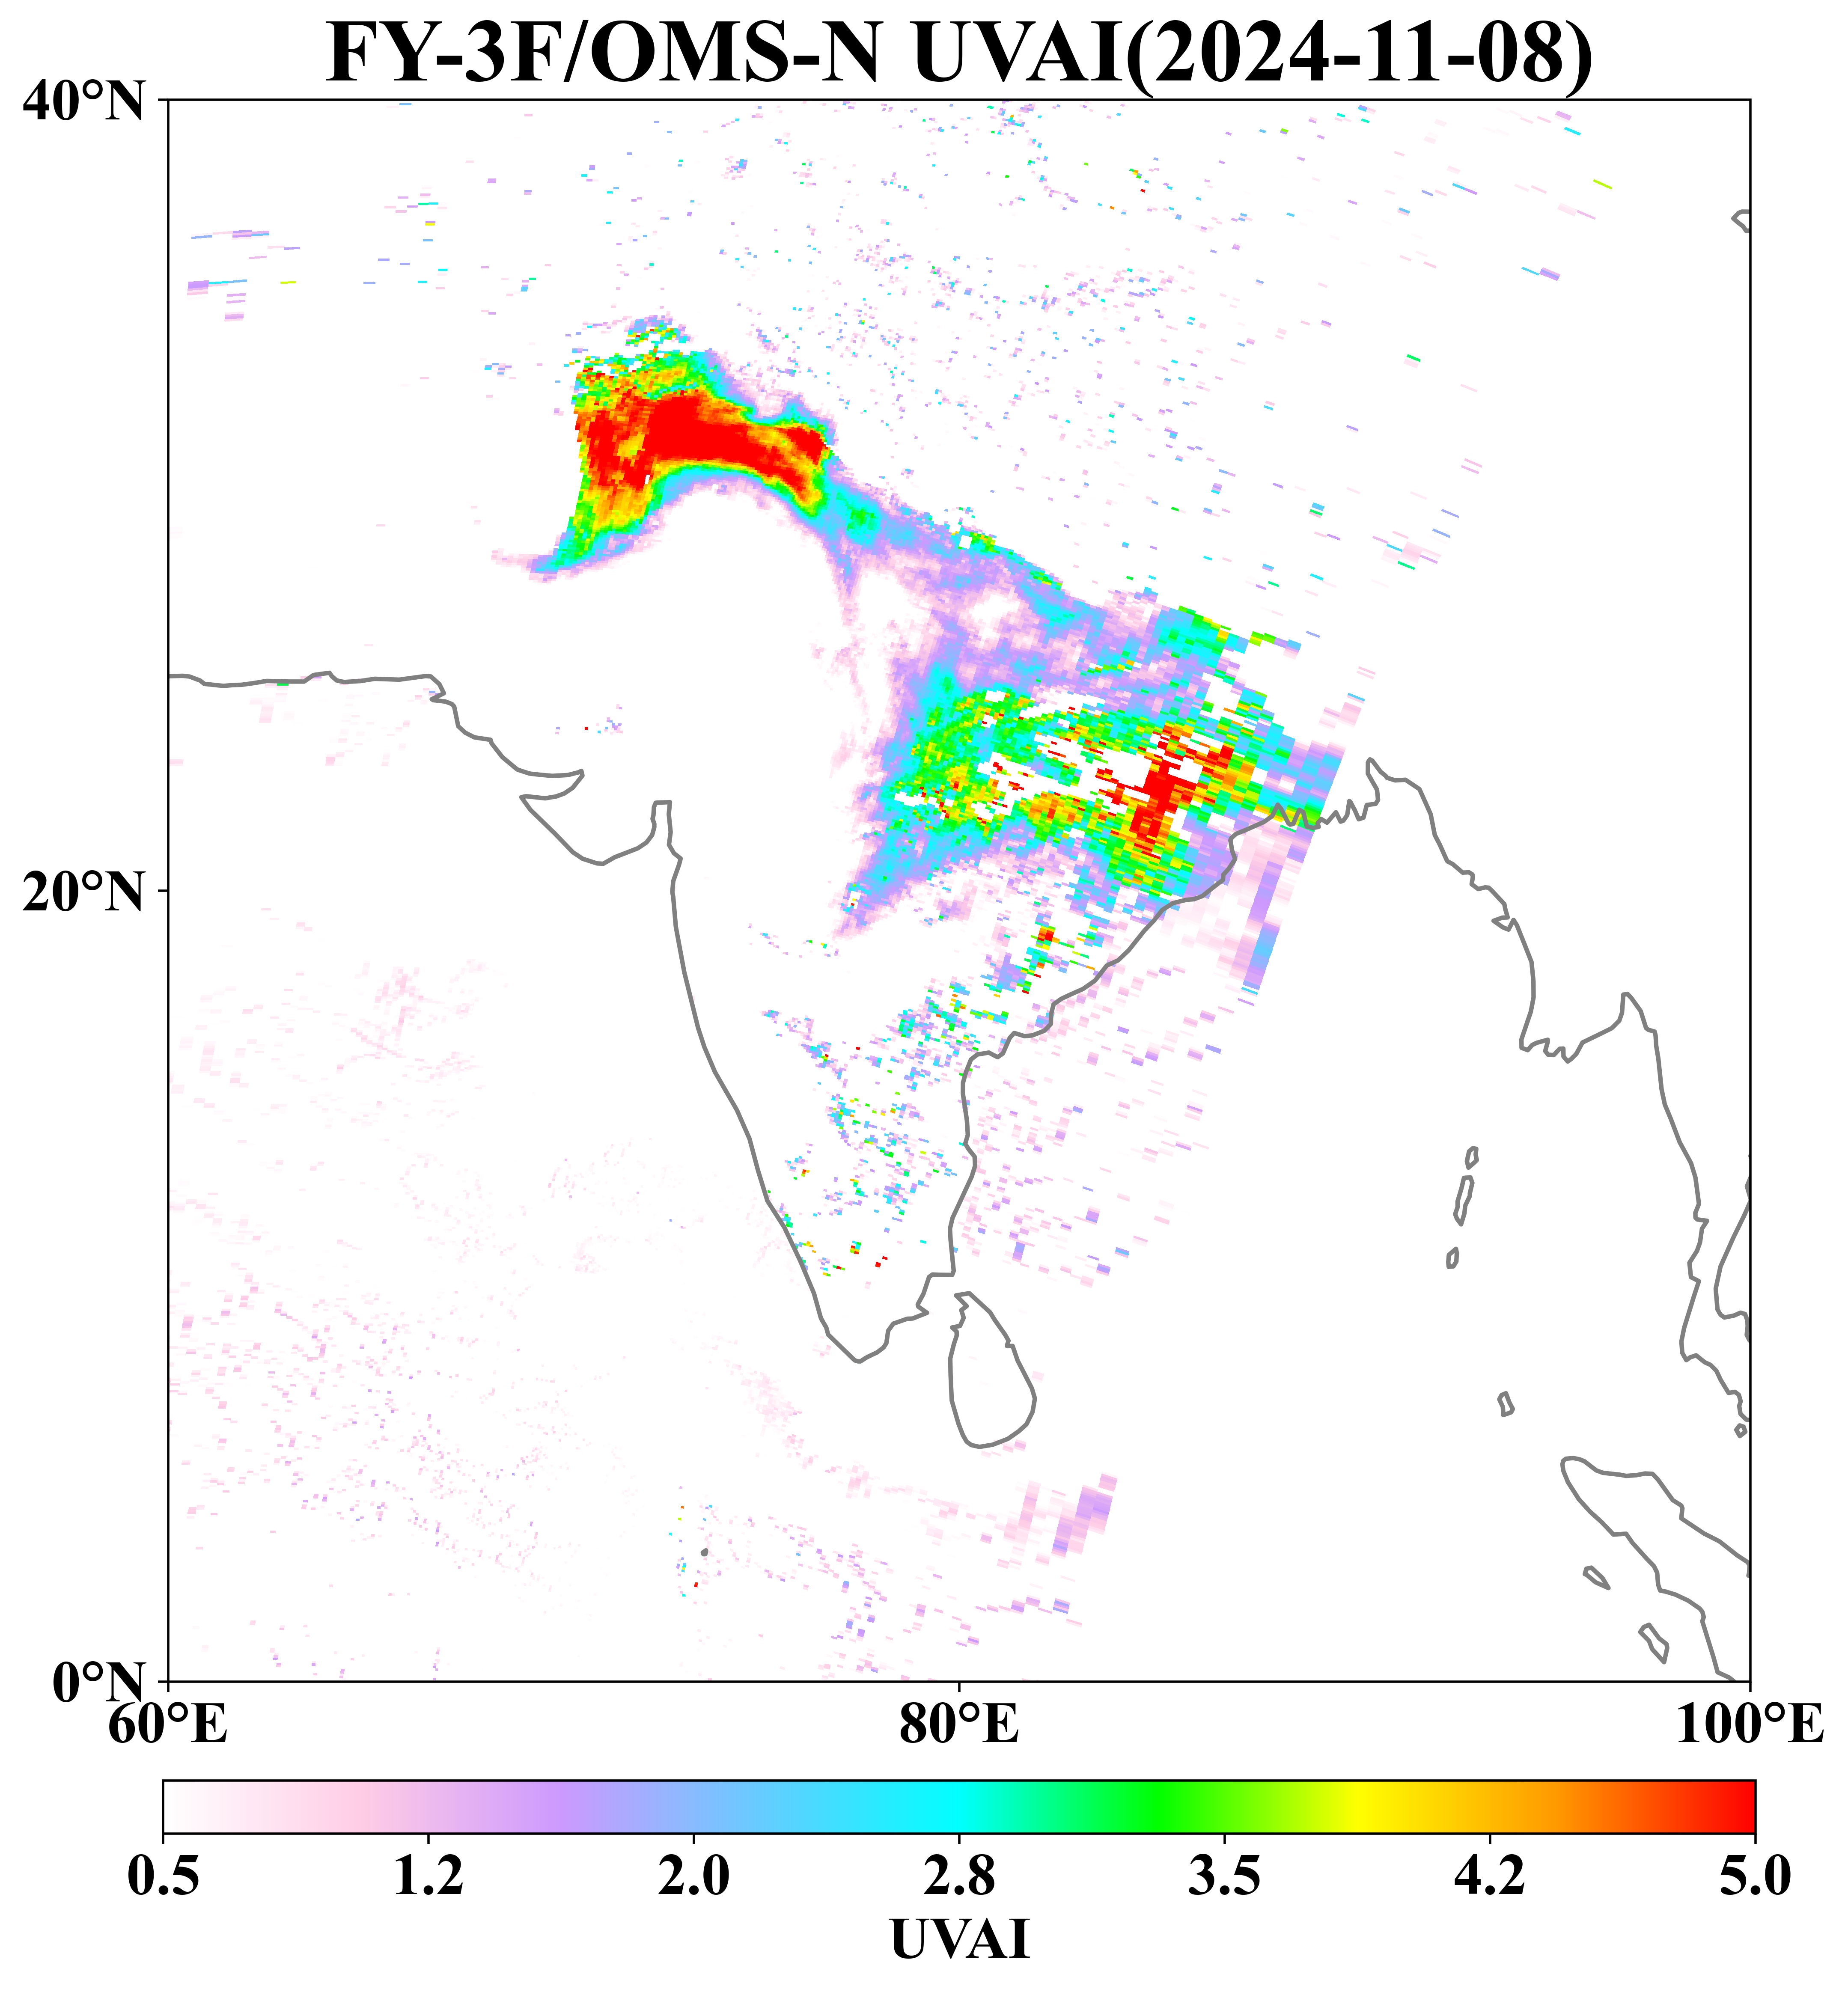 FY-3F/OMS-N UVAI(2024-11-08)
40°N
20°N
0°N
60°E 80°E 100°E
0.5 1.2 2.0 2.8 3.5 4.2 5.0
UVAI